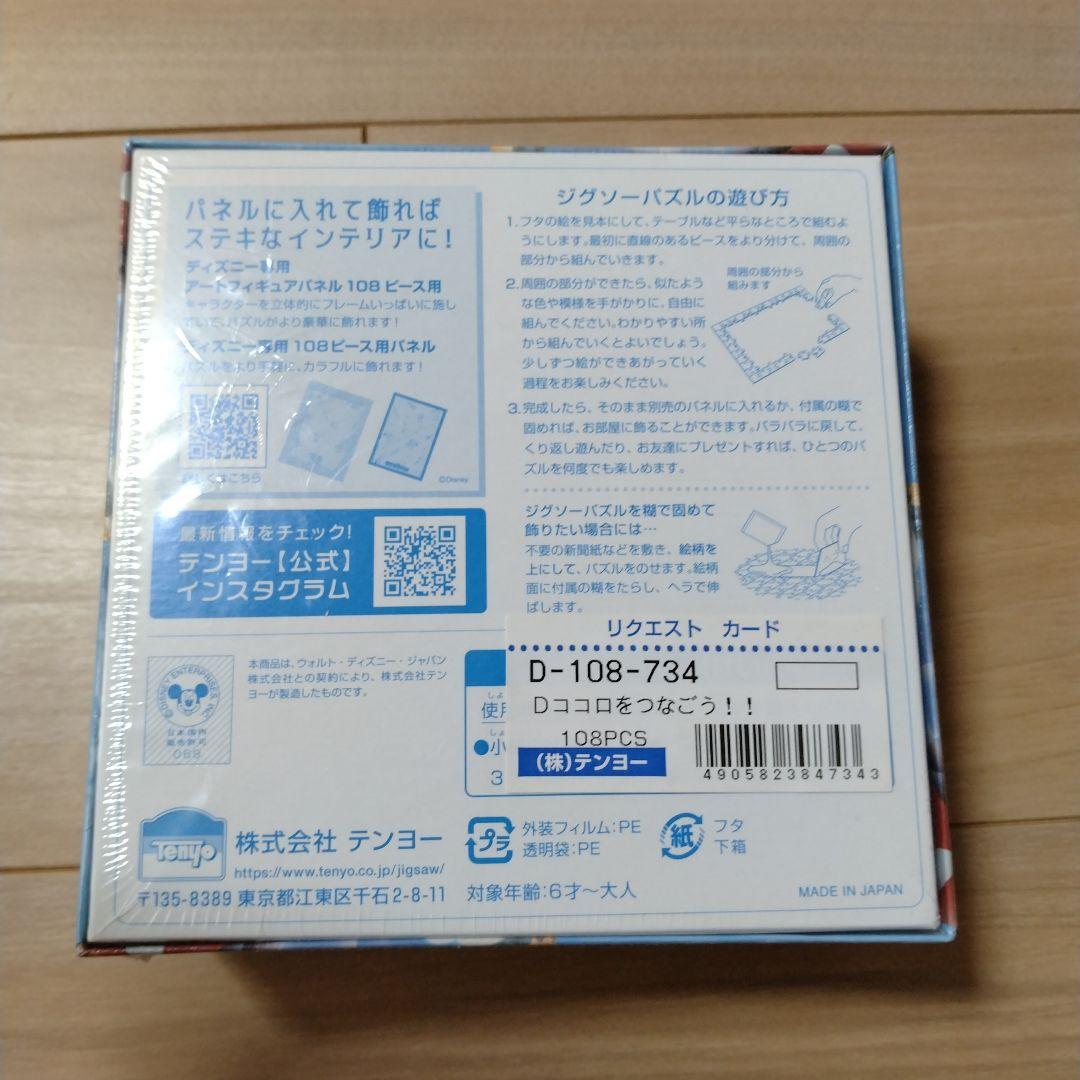 パネルに入れて飾れば
ステキなインテリアに!
ディズニー専用
アートフィギュアパネル 108 ピース用
キャラクターを立体的にフレームいっぱいに施し
ていて、パズルがより豪華に飾れます!
ディズニー専用 108ピース用パネル
パズルをより手軽に、カラフルに飾れます!
くはこちら
©Disney
最新情報をチェック!
テンヨー【公式】
インスタグラム
ジグソーパズルの遊び方
1.フタの絵を見本にして、テーブルなど平らなところで組むよ
うにします。最初に直線のあるピースをより分けて、周囲の
部分から組んでいきます。
2.周囲の部分ができたら、似たよう
な色や模様を手がかりに、自由に
組んでください。わかりやすい所
から組んでいくとよいでしょう。
少しずつ絵ができあがっていく
過程をお楽しみください。
周囲の部分から
組みます
3.完成したら、そのまま別売のパネルに入れるか、付属の糊で
固めれば、お部屋に飾ることができます。バラバラに戻して、
くり返し遊んだり、お友達にプレゼントすれば、ひとつのパ
ズルを何度でも楽しめます。
ジグソーパズルを糊で固めて
飾りたい場合には…
不要の新聞紙などを敷き、絵柄を
上にして、パズルをのせます。絵柄
面に付属の糊をたらし、ヘラで伸
ばします。
リクエスト カード
D-108-734
Dココロをつなごう!!
108PCS
(株)テンヨー
4905823847343
©DISNEY ENTERPRISES, INC.
日本国内
販売許可
088
本商品は、ウォルト・ディズニー・ジャパン
株式会社との契約により、株式会社テン
ヨーが製造したものです。
しよ
使用
しょ
●小
3
Tenyo
株式会社 テンヨー
https://www.tenyo.co.jp/jigsaw/
〒135-8389 東京都江東区千石2-8-11
プラ
外装フィルム:PE
透明袋:PE
紙
フタ
下箱
対象年齢:6才〜大人
MADE IN JAPAN